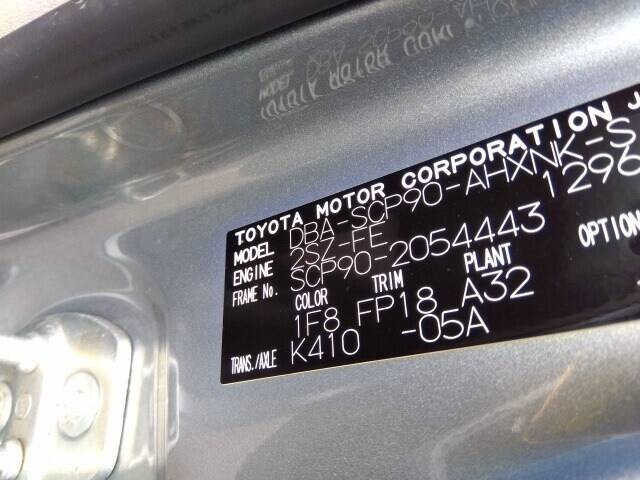 TOYOTA MOTOR CORPORATION J
MODEL DBA-SCP90-AHXNK-S
ENGINE 2SZ-FE 1296
FRAME No. SCP90-2054443
COLOR TRIM PLANT OPTION
1F8 FP18 A32
TRANS./AXLE K410 -05A